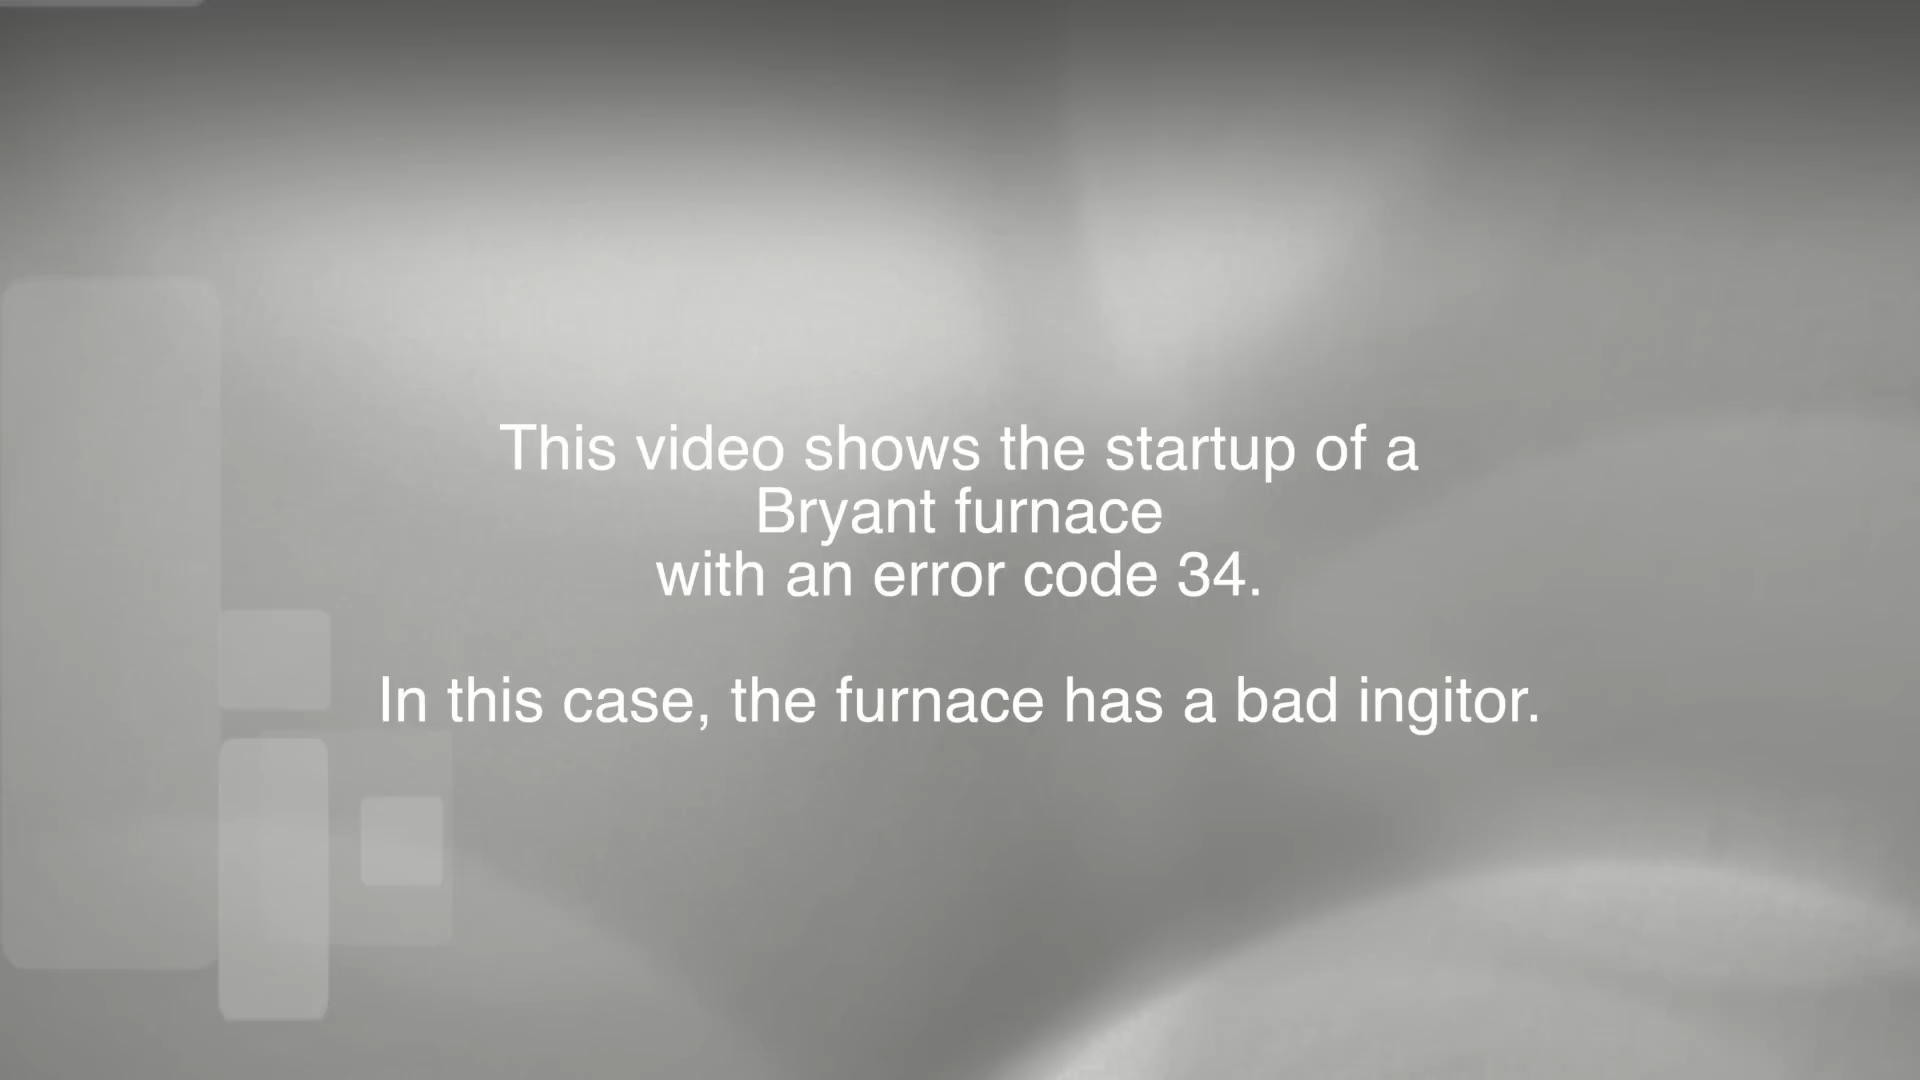 This video shows the startup of a
Bryant furnace
with an error code 34.
In this case, the furnace has a bad ingitor.